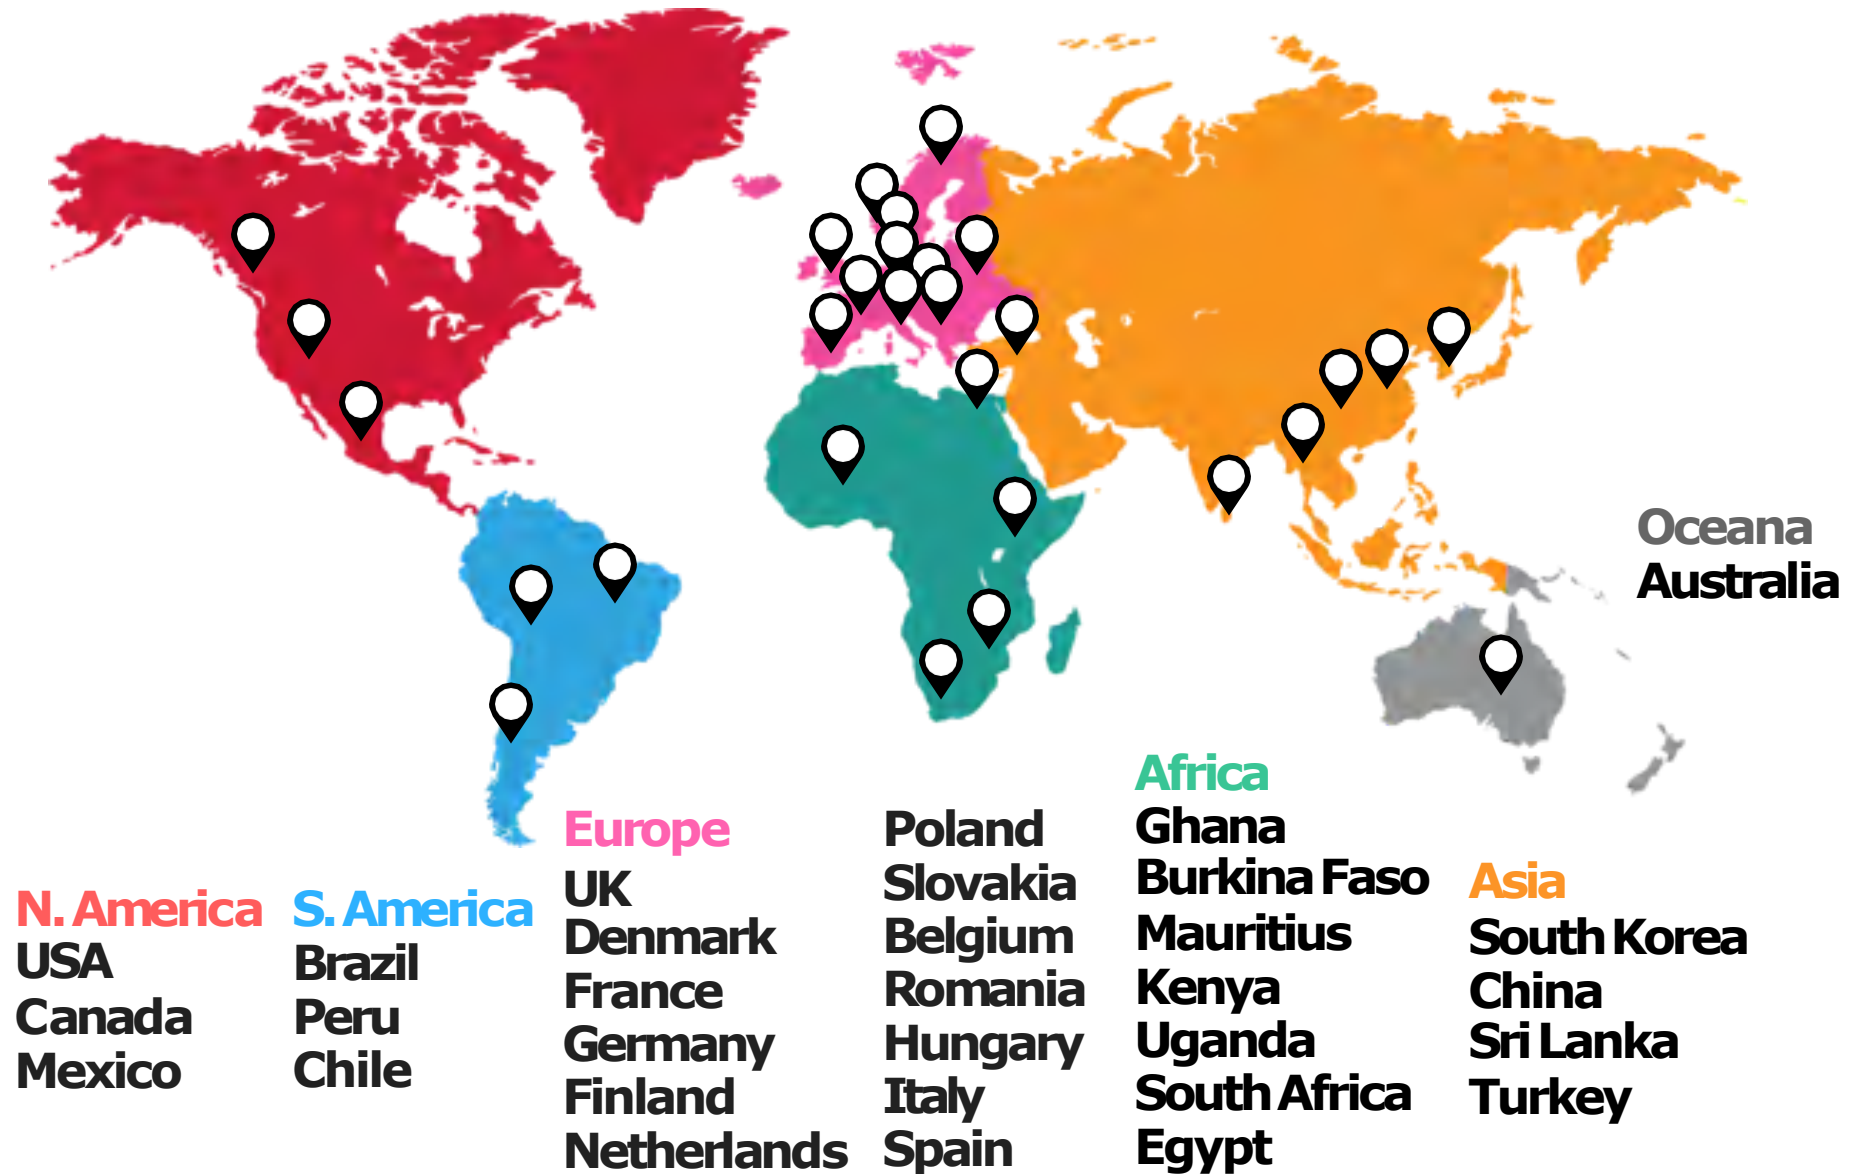 Oceana
Australia
N. America
USA
Canada
Mexico
S. America
Brazil
Peru
Chile
Europe
UK
Denmark
France
Germany
Finland
Netherlands
Poland
Slovakia
Belgium
Romania
Hungary
Italy
Spain
Africa
Ghana
Burkina Faso
Mauritius
Kenya
Uganda
South Africa
Egypt
Asia
South Korea
China
Sri Lanka
Turkey